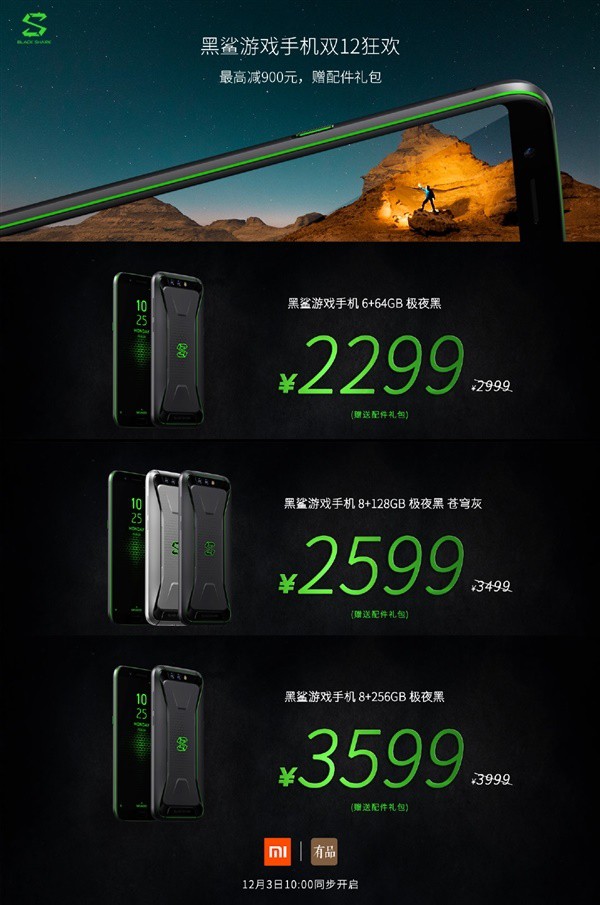 BLACK SHARK
黑鲨游戏手机双12狂欢
最高减900元，赠配件礼包
黑鲨游戏手机 6+64GB 极夜黑
¥2299 ¥2999
(赠送配件礼包)
10
25
MONDAY
黑鲨游戏手机 8+128GB 极夜黑 苍穹灰
¥2599 ¥3499
(赠送配件礼包)
10
25
MONDAY
黑鲨游戏手机 8+256GB 极夜黑
¥3599 ¥3999
(赠送配件礼包)
10
25
MONDAY
mi 有品
12月3日10:00同步开启